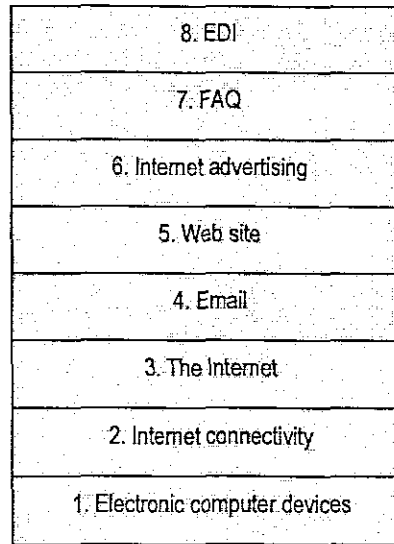 8. EDI
7. FAQ
6. Internet advertising
5. Web site
4. Email
3. The Internet
2. Internet connectivity
1. Electronic computer devices